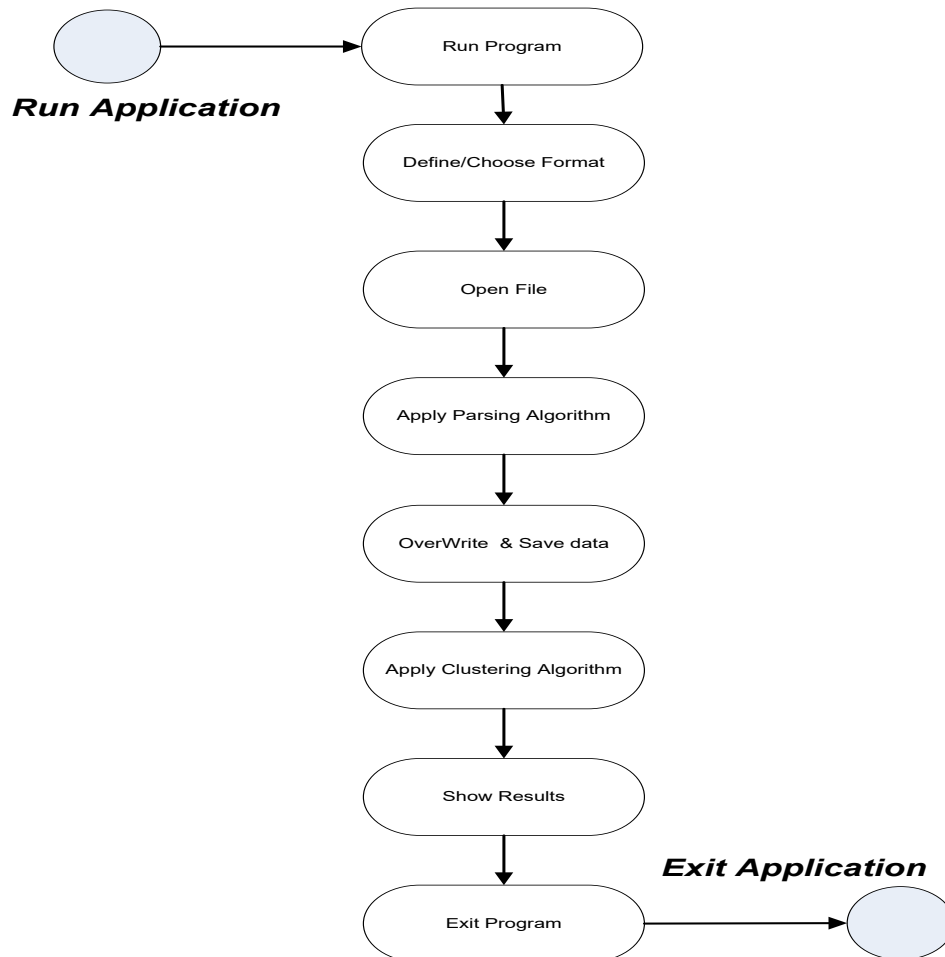 Run Program
Run Application
Define/Choose Format
Open File
Apply Parsing Algorithm
OverWrite & Save data
Apply Clustering Algorithm
Show Results
Exit Application
Exit Program